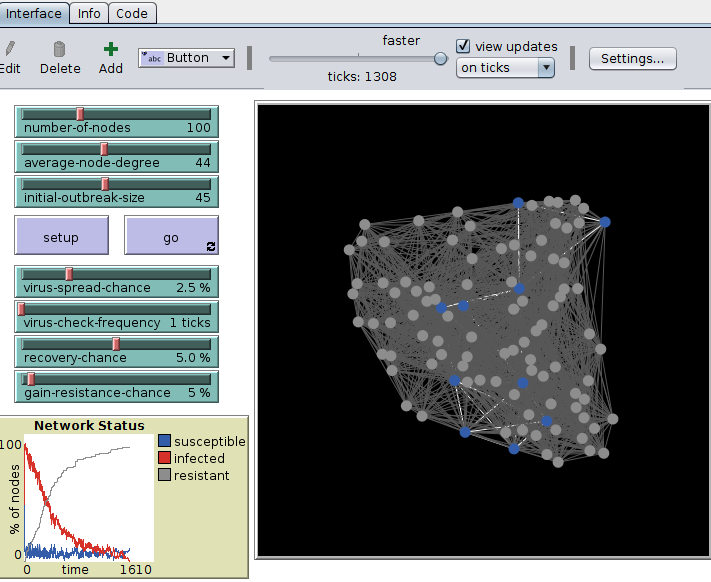 Interface Info Code
Edit Delete Add abc Button
faster
ticks: 1308
view updates
on ticks
Settings...
number-of-nodes 100
average-node-degree 44
initial-outbreak-size 45
setup go
virus-spread-chance 2.5 %
virus-check-frequency 1 ticks
recovery-chance 5.0 %
gain-resistance-chance 5 %
Network Status
100
% of nodes
0
0 time 1610
susceptible
infected
resistant